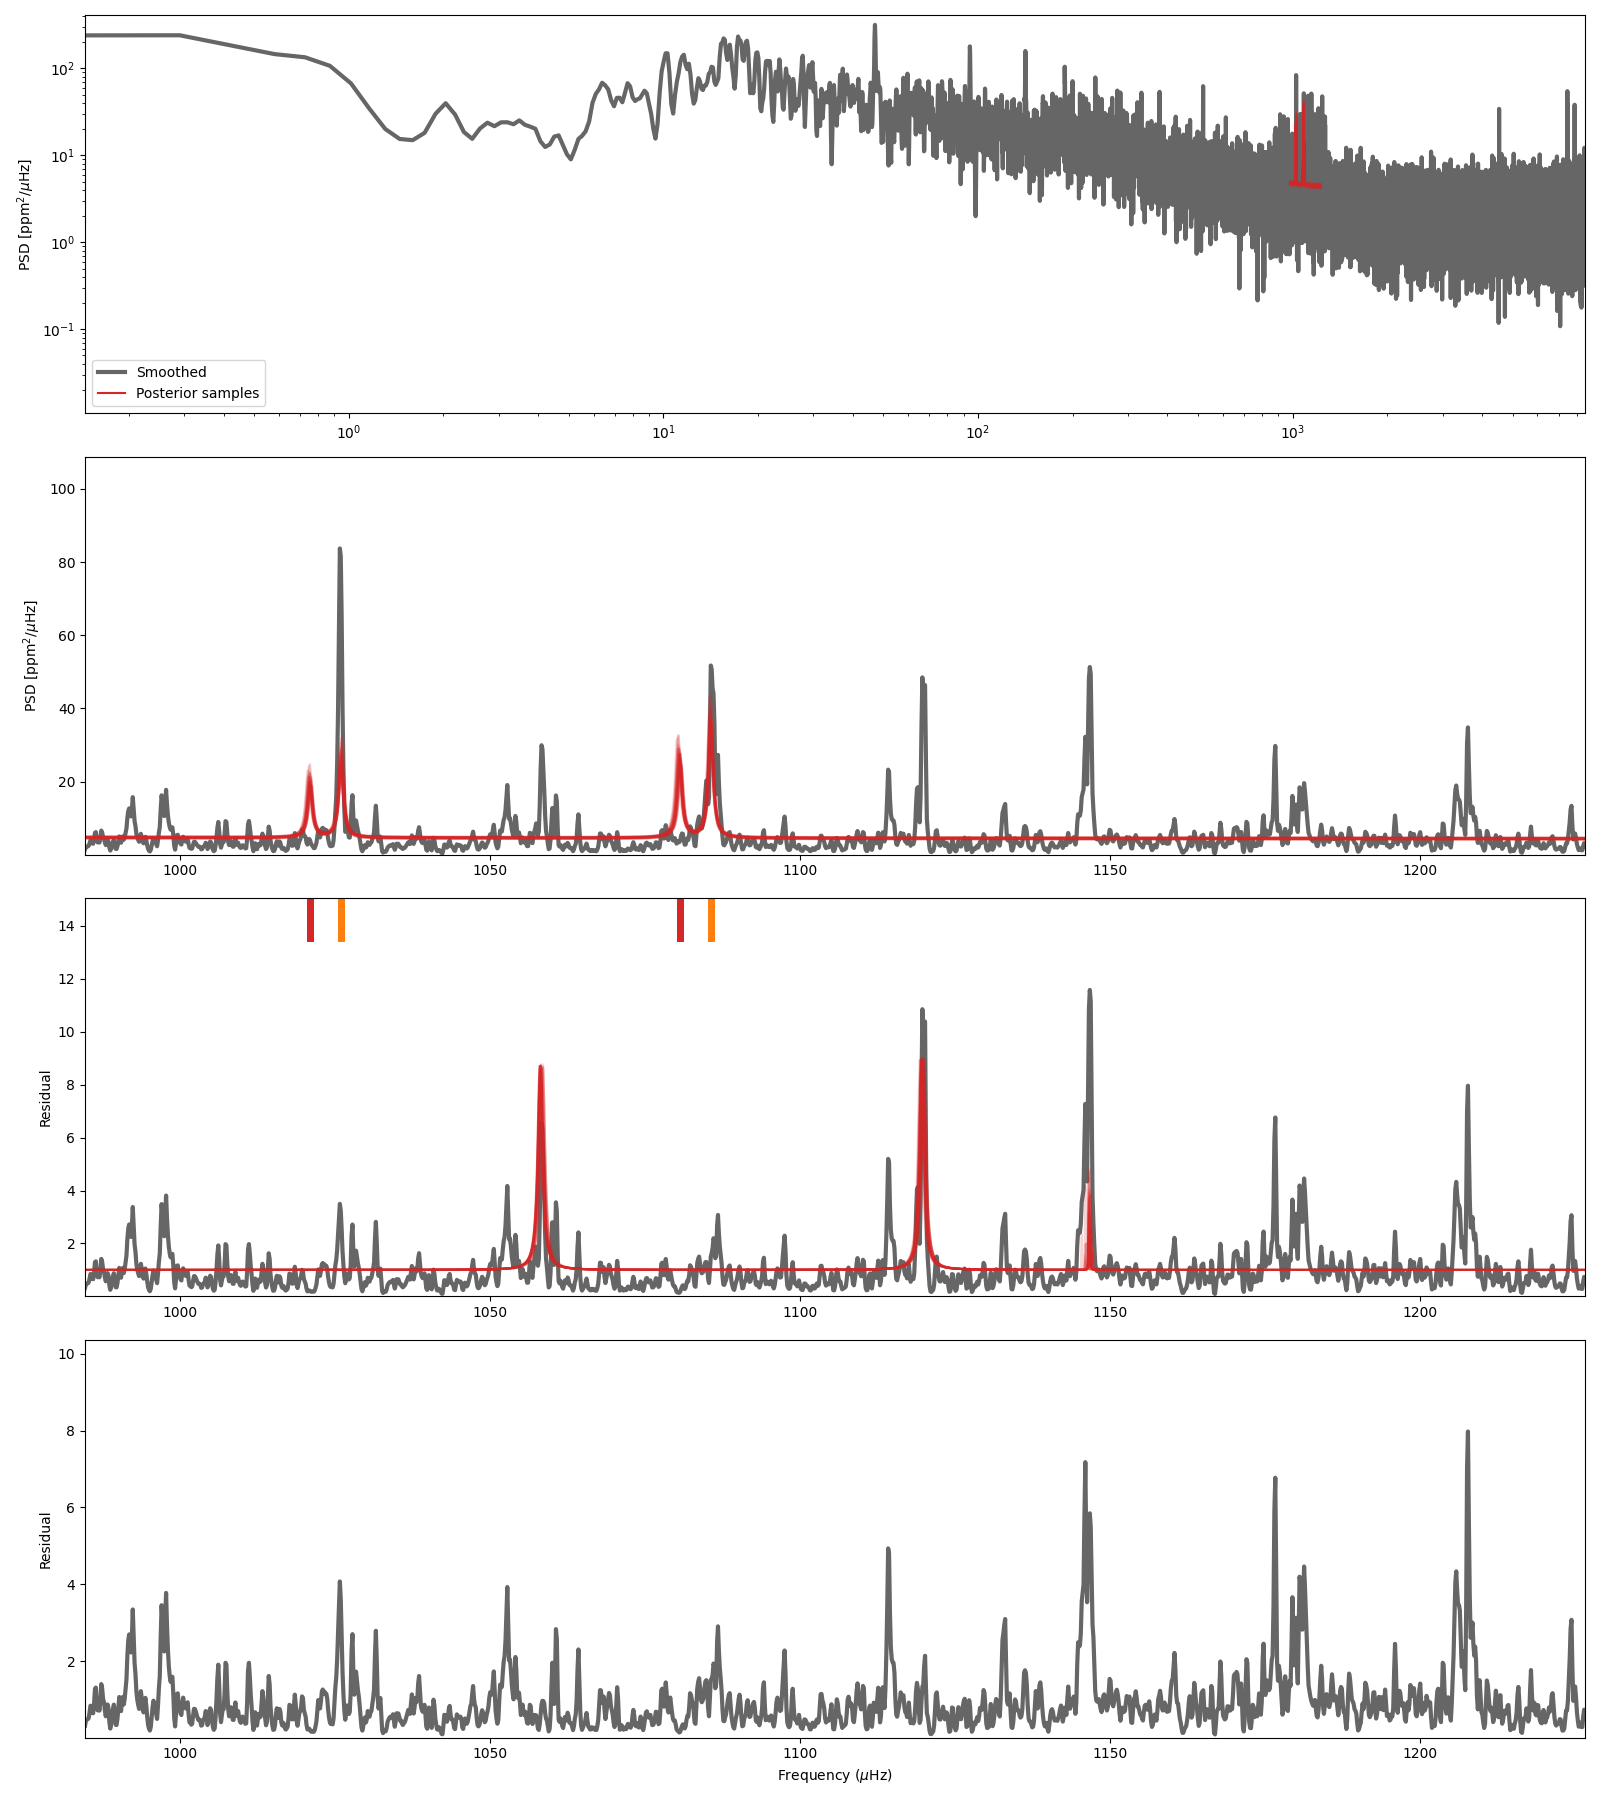 10²
10¹
10⁰
10⁻¹
PSD [ppm²/μHz]
Smoothed
Posterior samples
10⁰ 10¹ 10² 10³
100
80
60
40
20
PSD [ppm²/μHz]
1000 1050 1100 1150 1200
14
12
10
8
6
4
2
Residual
1000 1050 1100 1150 1200
10
8
6
4
2
Residual
1000 1050 1100 1150 1200
Frequency (μHz)